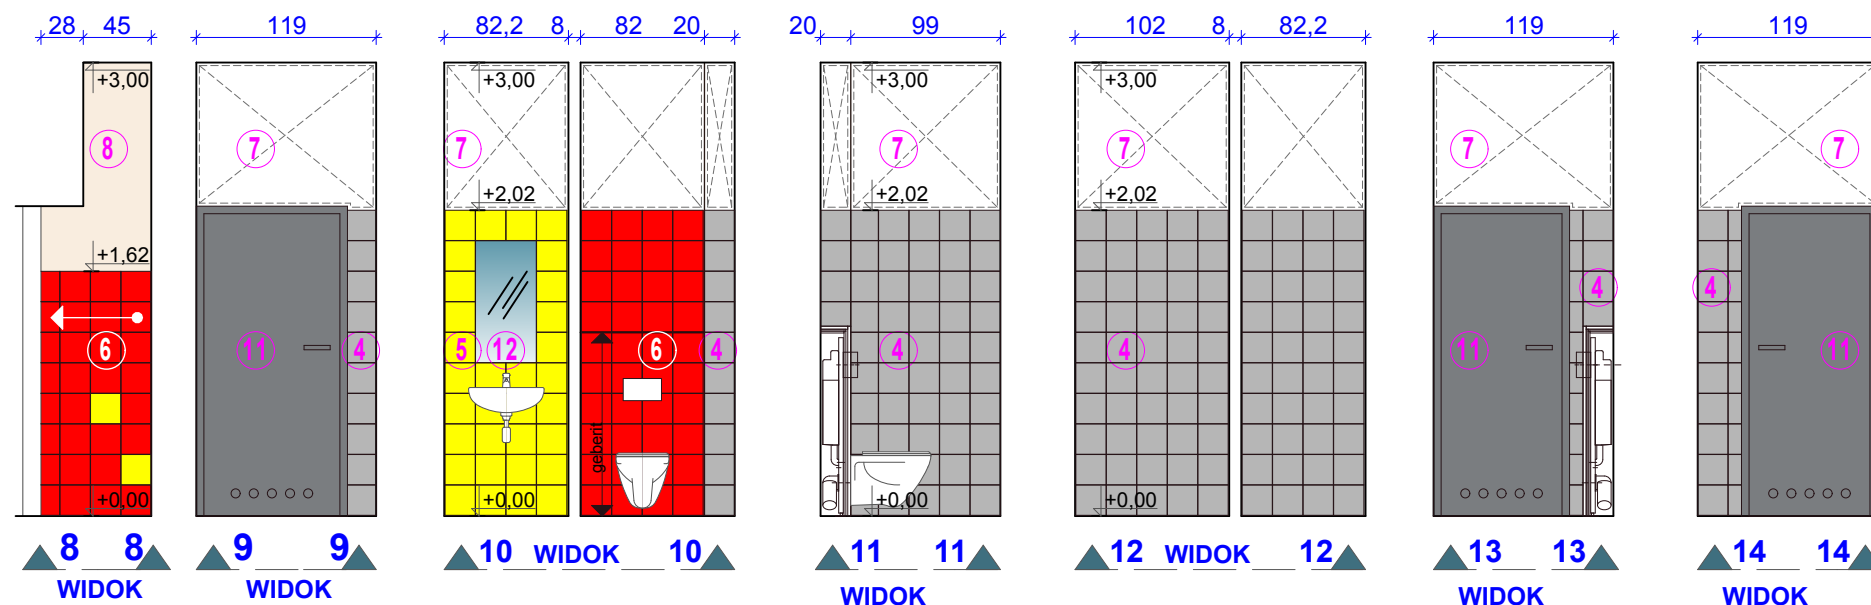 28 45 119 82,2 8 82 20 20 99 102 8 82,2 119 119
+3,00 +3,00 +3,00 +3,00
8 7 7 7 7 7 7
+2,02 +2,02 +2,02
+1,62
4 4
6 11 4 5 12 6 4 4 4 11 11
geberit
+0,00 +0,00 +0,00 +0,00
8 8 9 9 10 WIDOK 10 11 11 12 WIDOK 12 13 13 14 14
WIDOK WIDOK WIDOK WIDOK WIDOK